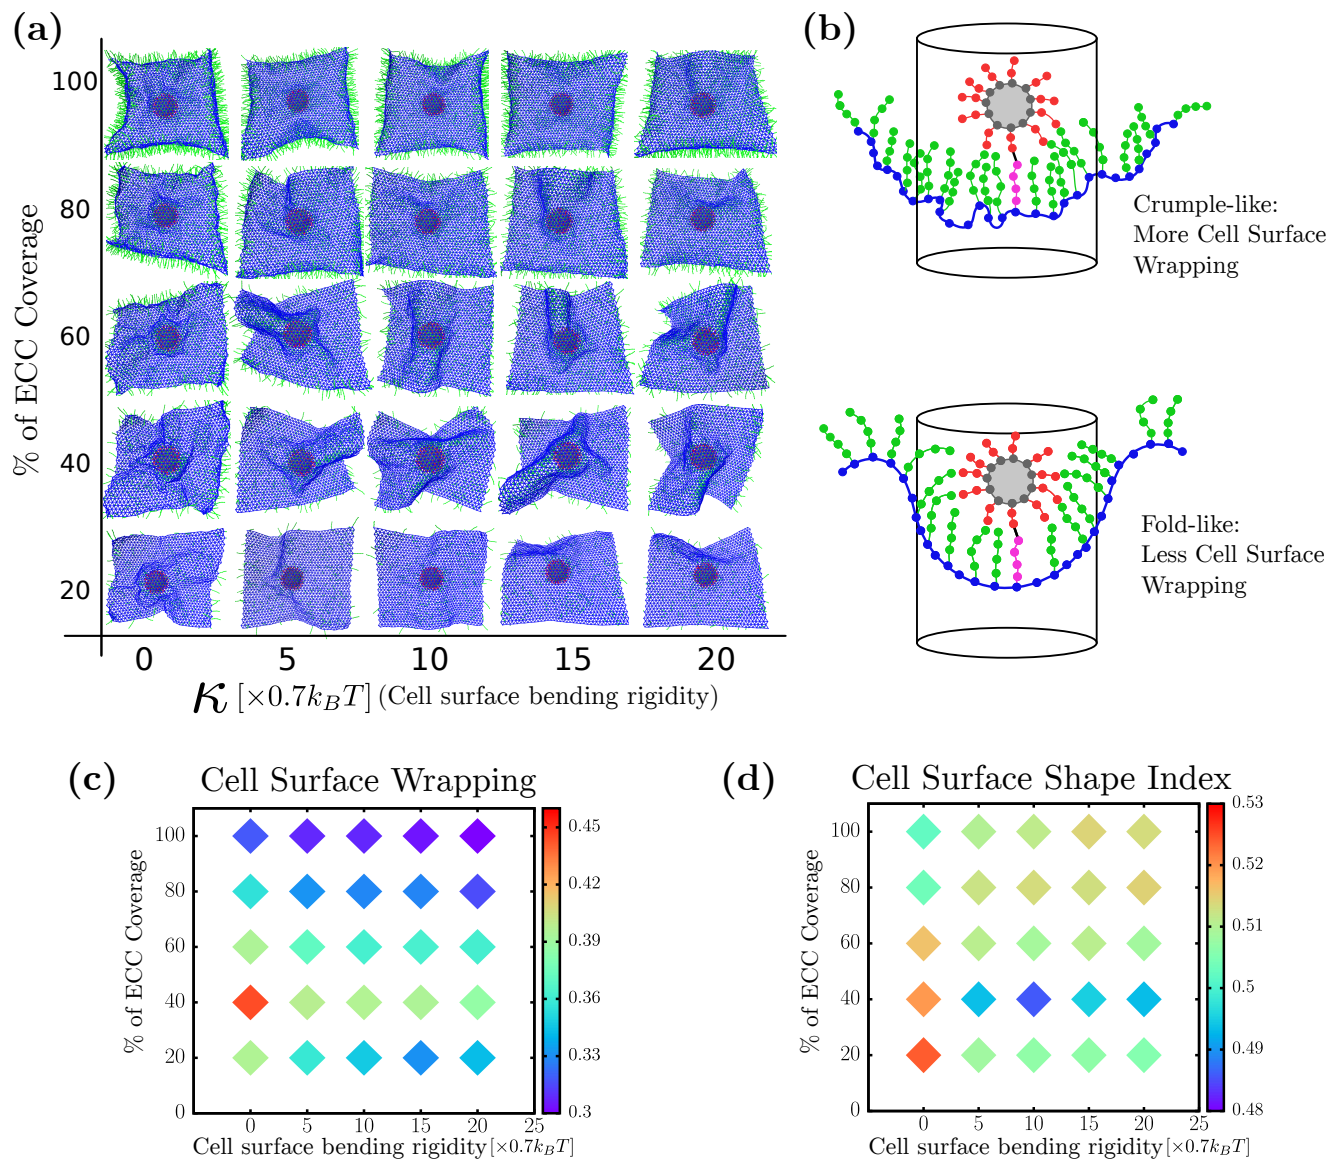 (a)
% of ECC Coverage
100
80
60
40
20
0 5 10 15 20
κ [×0.7k_BT] (Cell surface bending rigidity)
(b)
Crumple-like:
More Cell Surface
Wrapping
Fold-like:
Less Cell Surface
Wrapping
(c)
Cell Surface Wrapping
% of ECC Coverage
100
80
60
40
20
0
0 5 10 15 20 25
Cell surface bending rigidity [×0.7k_BT]
0.45
0.42
0.39
0.36
0.33
0.3
(d)
Cell Surface Shape Index
% of ECC Coverage
100
80
60
40
20
0
0 5 10 15 20 25
Cell surface bending rigidity [×0.7k_BT]
0.53
0.52
0.51
0.5
0.49
0.48